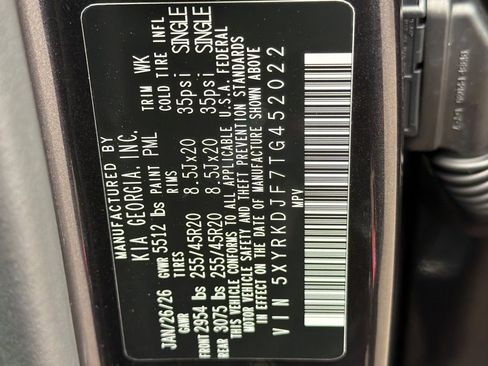 MANUFACTURED BY
KIA GEORGIA, INC.
JAN/26/26 GVWR 5512 lbs PAINT PML TRIM WK
GAWR TIRES RIMS COLD TIRE INFL
FRONT 2954 lbs 255/45R20 8.5Jx20 35psi SINGLE
REAR 3075 lbs 255/45R20 8.5Jx20 35psi SINGLE
THIS VEHICLE CONFORMS TO ALL APPLICABLE U.S.A FEDERAL
MOTOR VEHICLE SAFETY AND THEFT PREVENTION STANDARDS
IN EFFECT ON THE DATE OF MANUFACTURE SHOWN ABOVE
VIN 5XYRKDJF7TG452022
MPV